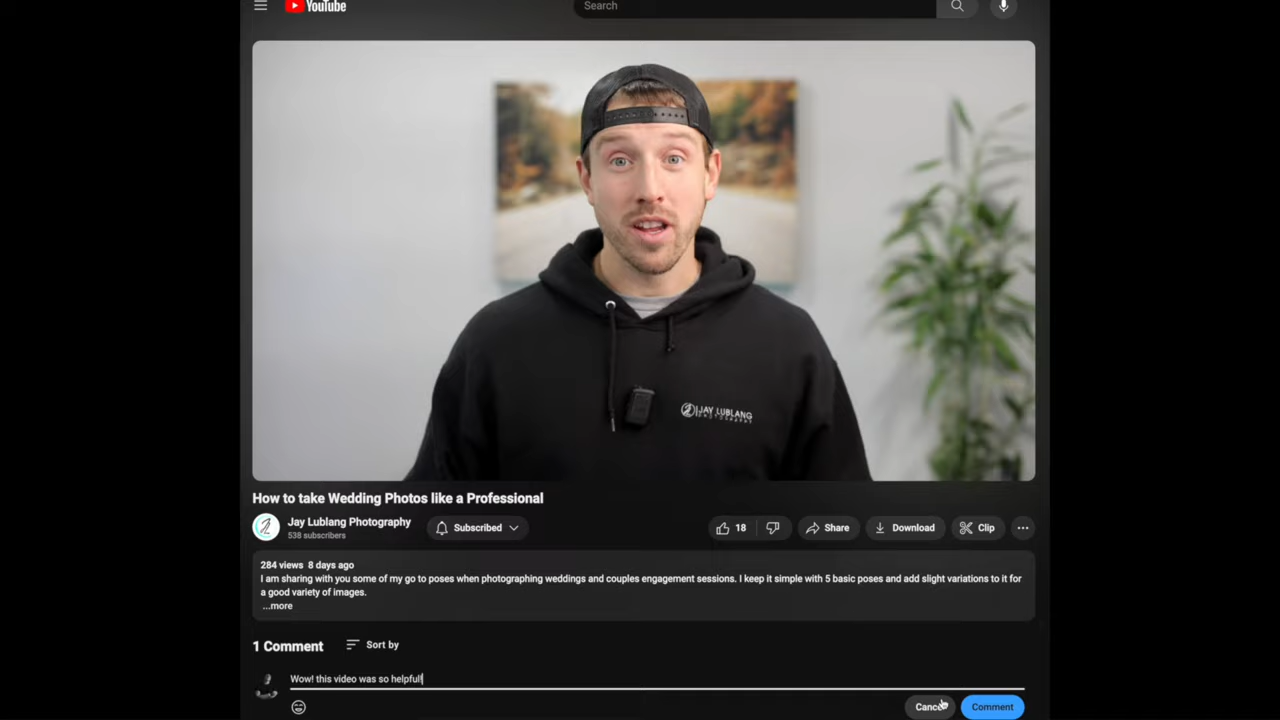 YouTube
Search
JAY LUBLANG
PHOTOGRAPHY
How to take Wedding Photos like a Professional
Jay Lublang Photography
538 subscribers
Subscribed
18
Share
Download
Clip
284 views 8 days ago
I am sharing with you some of my go to poses when photographing weddings and couples engagement sessions. I keep it simple with 5 basic poses and add slight variations to it for
a good variety of images.
...more
1 Comment
Sort by
Wow! this video was so helpful!
Cancel
Comment